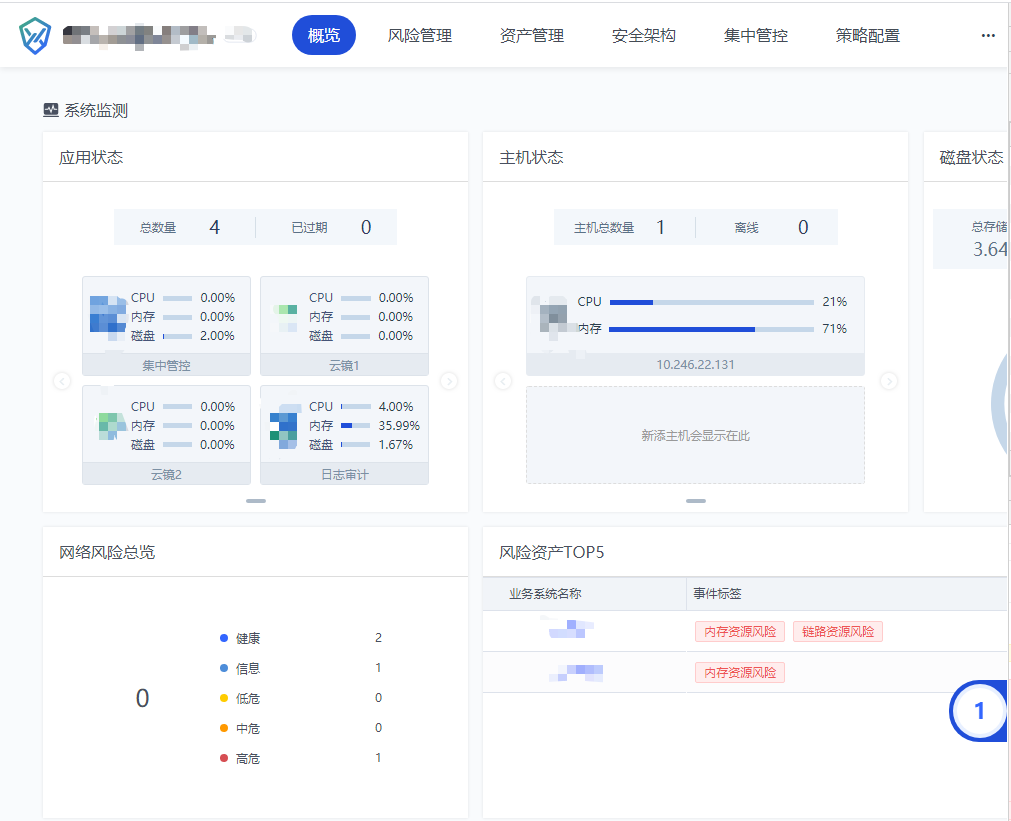 概览 风险管理 资产管理 安全架构 集中管控 策略配置 ...
系统监测
应用状态
总数量 4 已过期 0
CPU 0.00%
内存 0.00%
磁盘 2.00%
集中管控
CPU 0.00%
内存 0.00%
磁盘 0.00%
云镜1
CPU 0.00%
内存 0.00%
磁盘 0.00%
云镜2
CPU 4.00%
内存 35.99%
磁盘 1.67%
日志审计
主机状态
主机总数量 1 离线 0
CPU 21%
内存 71%
10.246.22.131
新添主机会显示在此
磁盘状态
总存储
3.64
网络风险总览
0
健康 2
信息 1
低危 0
中危 0
高危 1
风险资产TOP5
业务系统名称 事件标签
内存资源风险 链路资源风险
内存资源风险
1